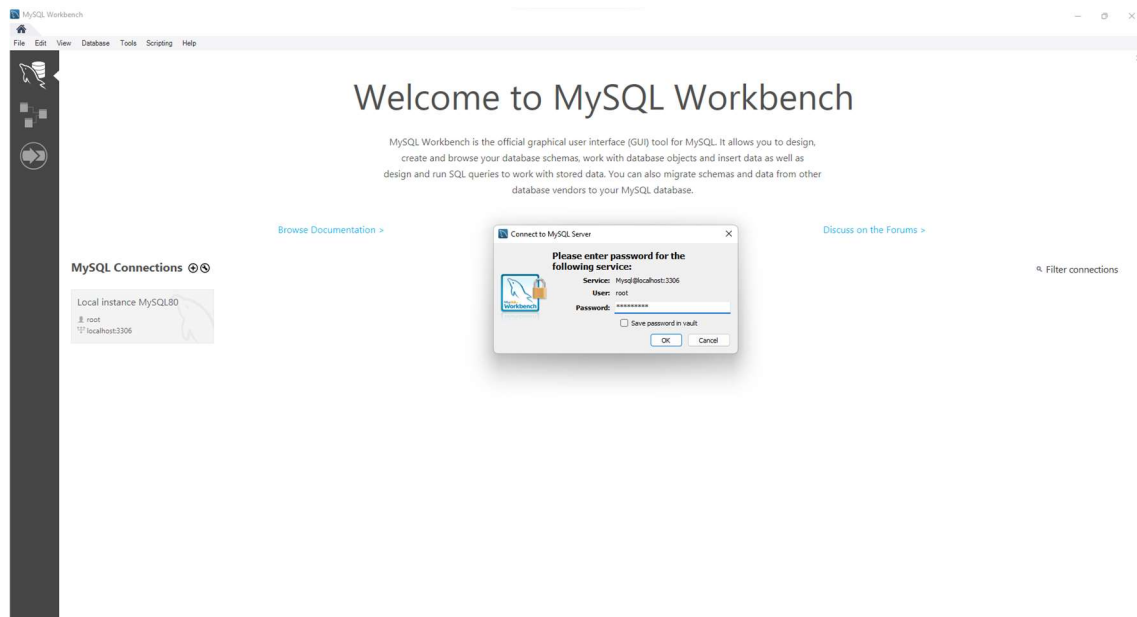 MySQL Workbench
File Edit View Database Tools Scripting Help
Welcome to MySQL Workbench
MySQL Workbench is the official graphical user interface (GUI) tool for MySQL. It allows you to design,
create and browse your database schemas, work with database objects and insert data as well as
design and run SQL queries to work with stored data. You can also migrate schemas and data from other
database vendors to your MySQL database.
Browse Documentation >
Discuss on the Forums >
MySQL Connections
Filter connections
Local instance MySQL80
root
localhost:3306
Connect to MySQL Server
Please enter password for the
following service:
Service: Mysql@localhost:3306
User: root
Password: *********
Save password in vault
OK Cancel
Workbench